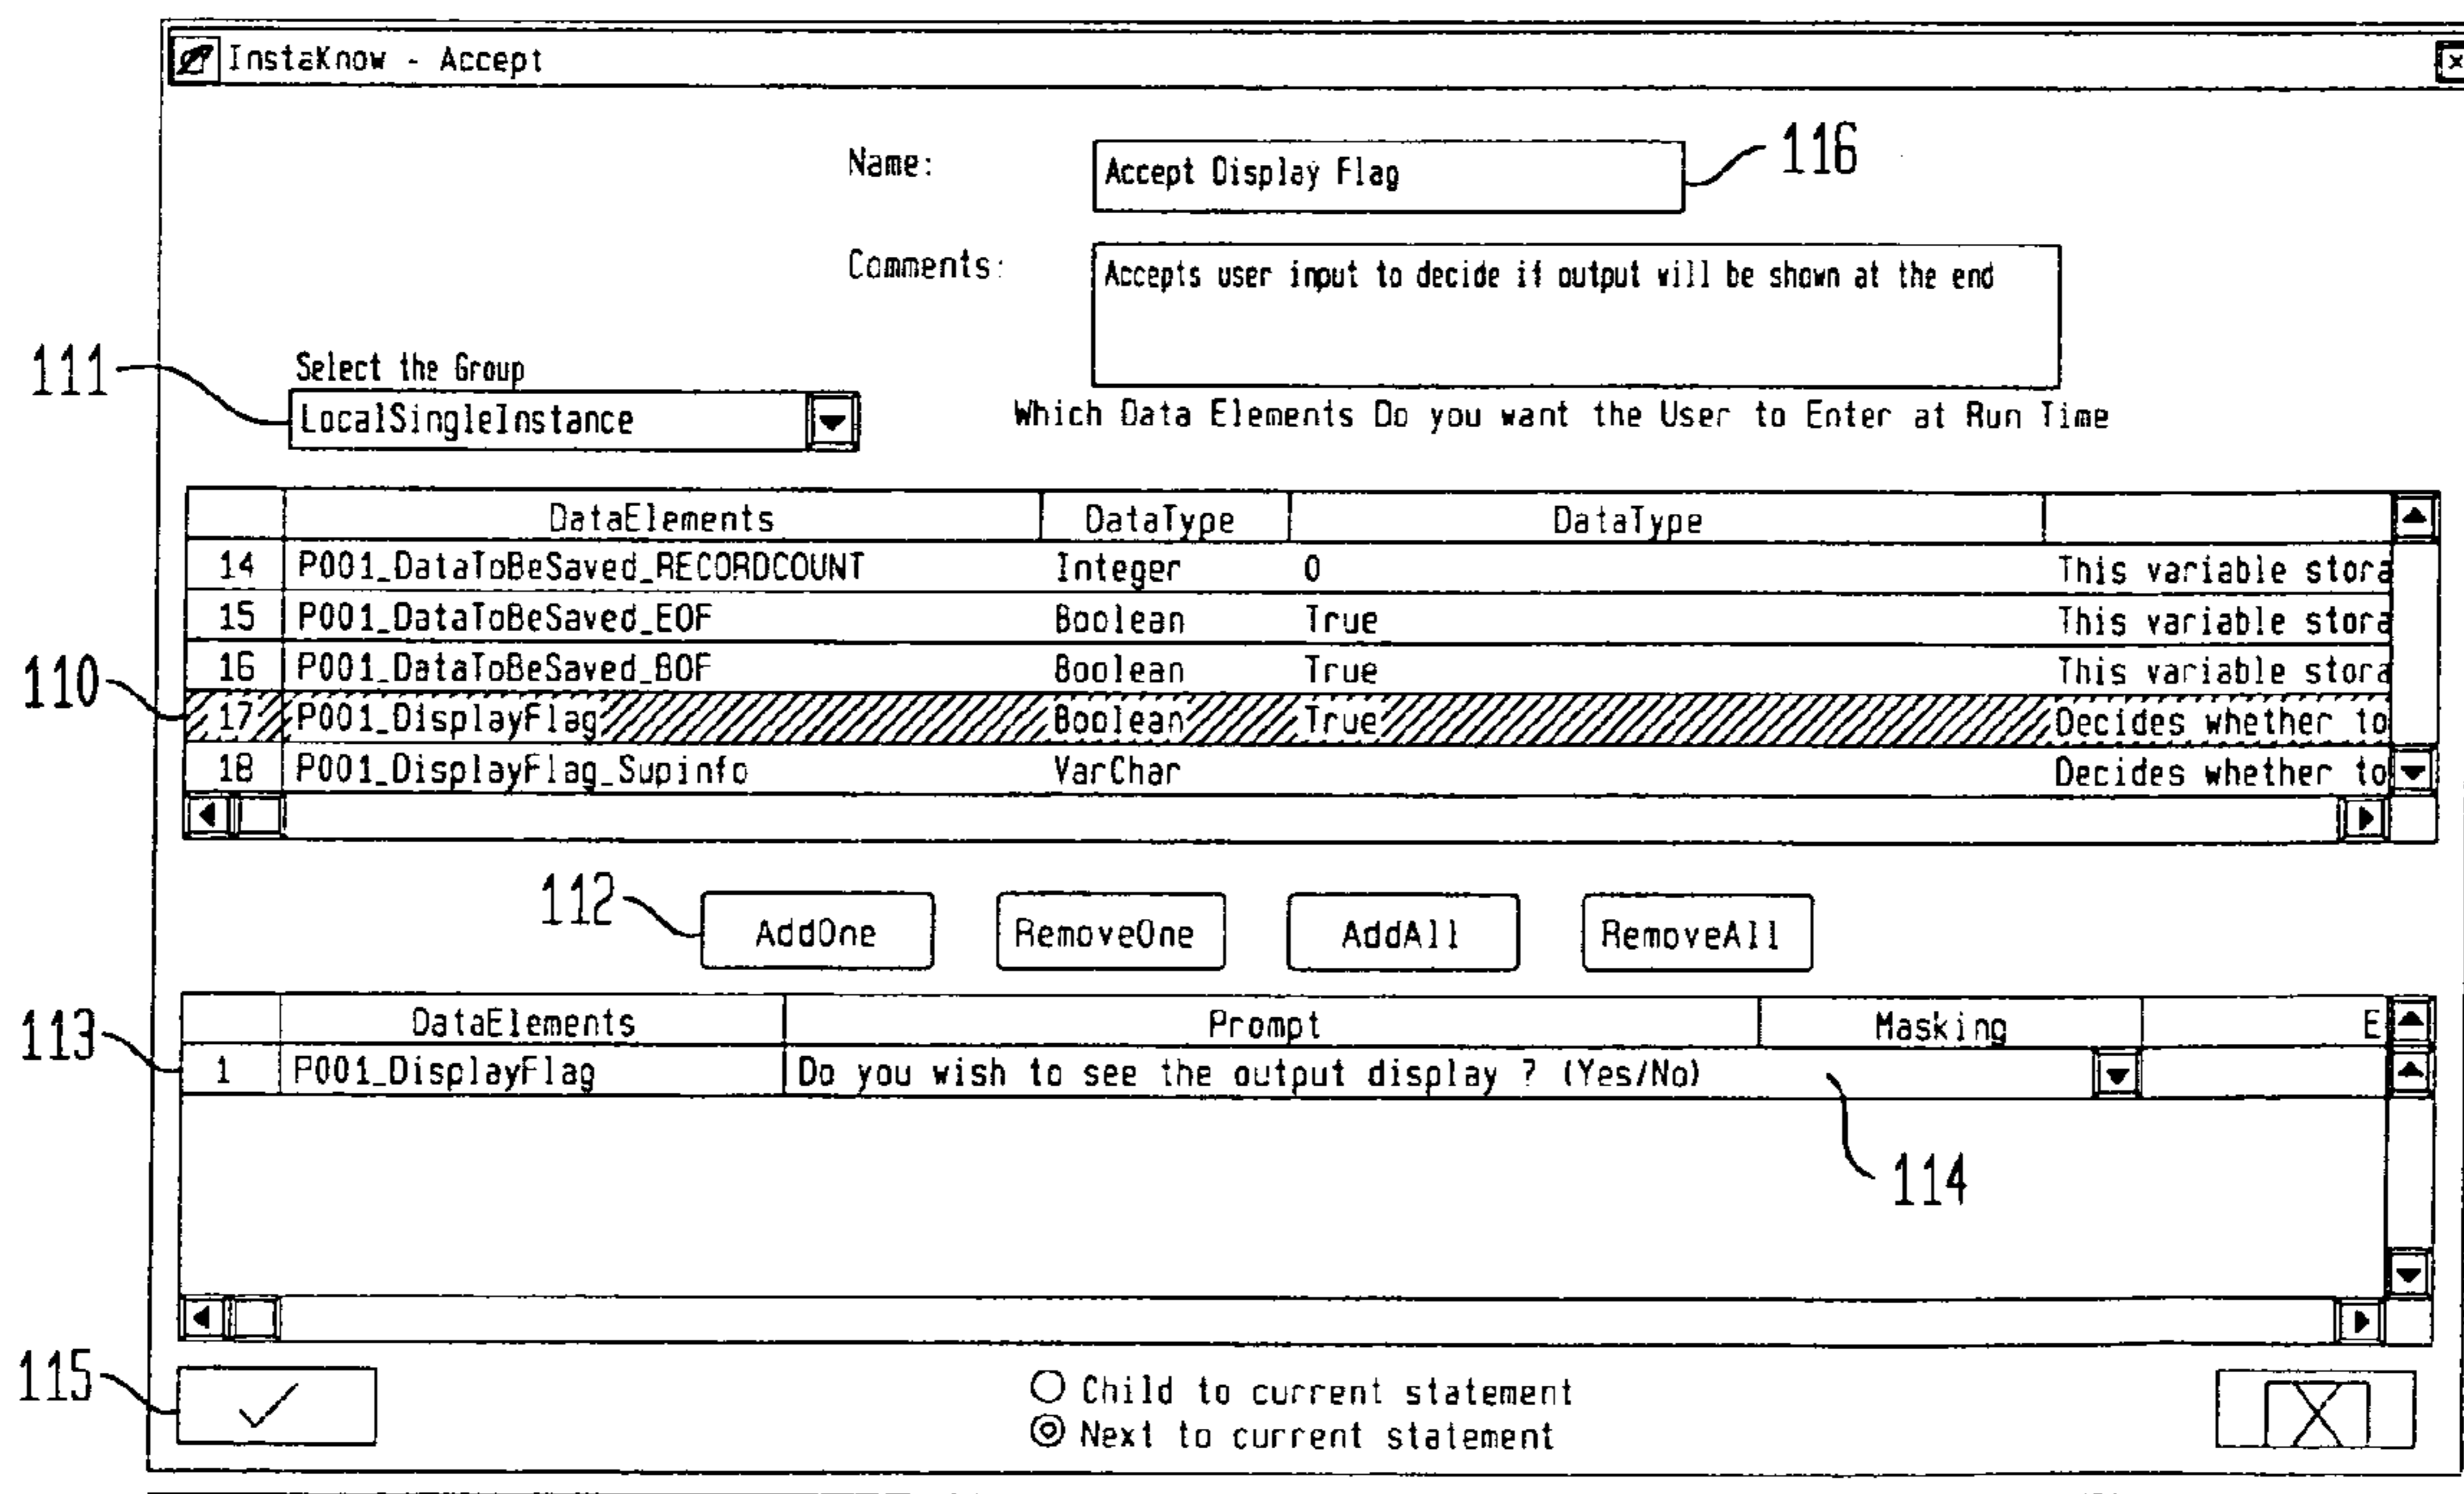 InstaKnow - Accept
Name: Accept Display Flag 116
Comments: Accepts user input to decide if output will be shown at the end
111 Select the Group
LocalSingleInstance
Which Data Elements Do you want the User to Enter at Run Time
DataElements DataType DataType
14 P001_DataToBeSaved_RECORDCOUNT Integer 0 This variable stora
15 P001_DataToBeSaved_EOF Boolean True This variable stora
16 P001_DataToBeSaved_BOF Boolean True This variable stora
110 17 P001_DisplayFlag Boolean True Decides whether to
18 P001_DisplayFlag_Supinfo VarChar Decides whether to
112 AddOne RemoveOne AddAll RemoveAll
DataElements Prompt Masking E
113 1 P001_DisplayFlag Do you wish to see the output display ? (Yes/No)
114
115
Child to current statement
Next to current statement